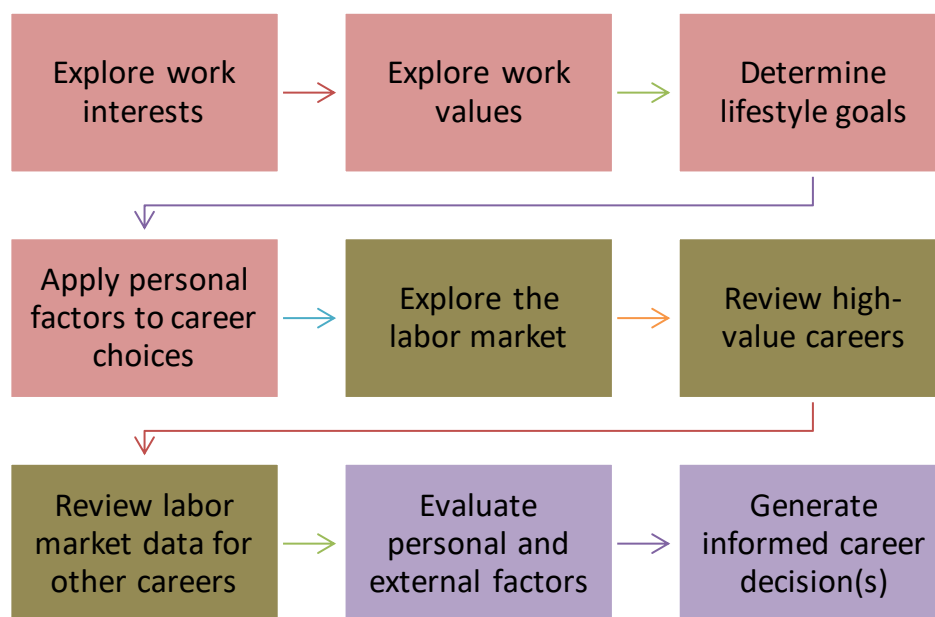 Explore work
interests
Explore work
values
Determine
lifestyle goals
Apply personal
factors to career
choices
Explore the
labor market
Review high-
value careers
Review labor
market data for
other careers
Evaluate
personal and
external factors
Generate
informed career
decision(s)